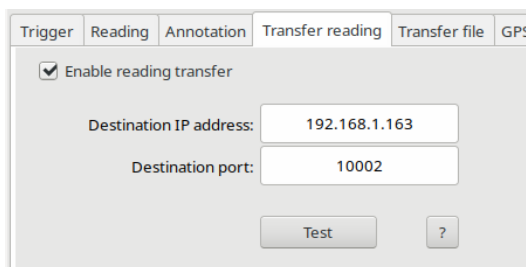 Trigger Reading Annotation Transfer reading Transfer file GPS
Enable reading transfer
Destination IP address: 192.168.1.163
Destination port: 10002
Test ?